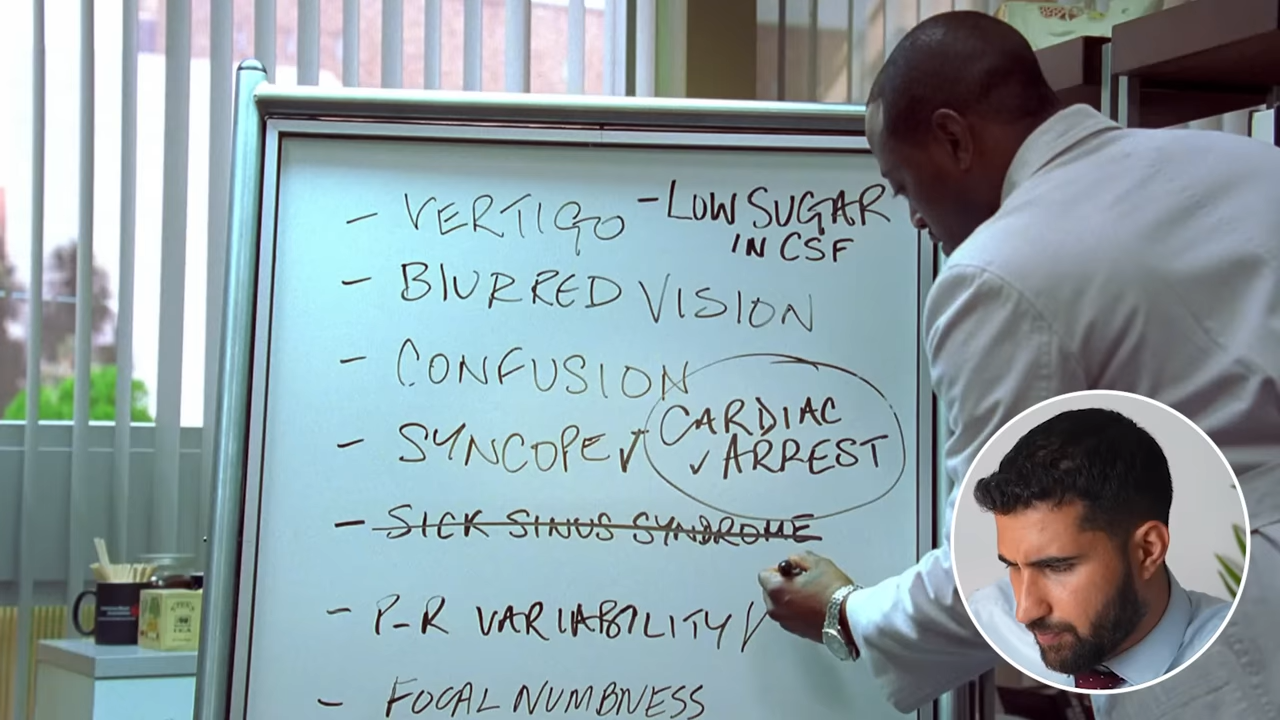 - VERTIGO
- LOW SUGAR
IN CSF
- BLURRED VISION
- CONFUSION
CARDIAC
✓ ARREST
- SYNCOPE ✓
- SICK SINUS SYNDROME
- P-R VARIABILITY ✓
- FOCAL NUMBNESS